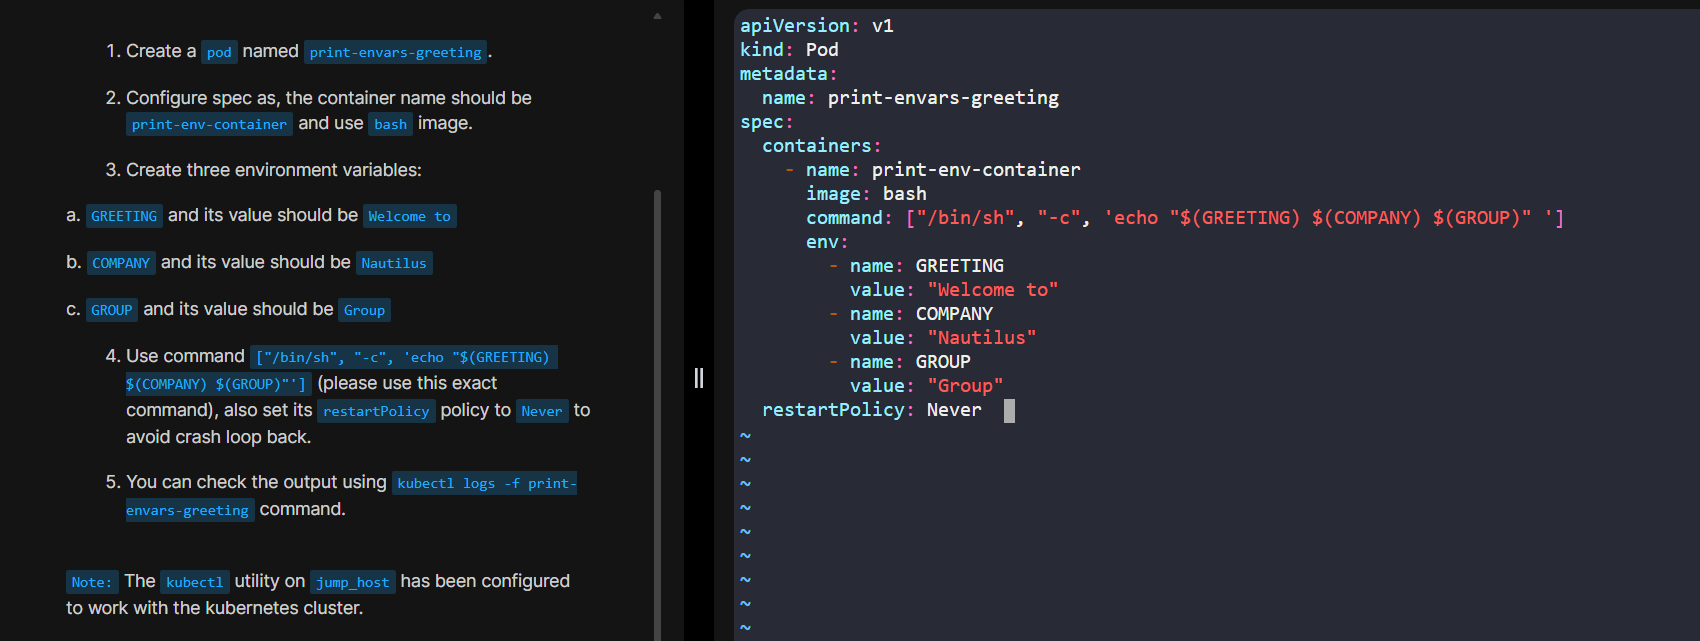 1. Create a pod named print-envars-greeting.
2. Configure spec as, the container name should be
print-env-container and use bash image.
3. Create three environment variables:
a. GREETING and its value should be Welcome to
b. COMPANY and its value should be Nautilus
c. GROUP and its value should be Group
4. Use command ["/bin/sh", "-c", 'echo "$(GREETING)
$(COMPANY) $(GROUP)"'] (please use this exact
command), also set its restartPolicy policy to Never to
avoid crash loop back.
5. You can check the output using kubectl logs -f print-
envars-greeting command.
Note: The kubectl utility on jump_host has been configured
to work with the kubernetes cluster.
apiVersion: v1
kind: Pod
metadata:
  name: print-envars-greeting
spec:
  containers:
    - name: print-env-container
      image: bash
      command: ["/bin/sh", "-c", 'echo "$(GREETING) $(COMPANY) $(GROUP)" ']
      env:
        - name: GREETING
          value: "Welcome to"
        - name: COMPANY
          value: "Nautilus"
        - name: GROUP
          value: "Group"
  restartPolicy: Never
~
~
~
~
~
~
~
~
~